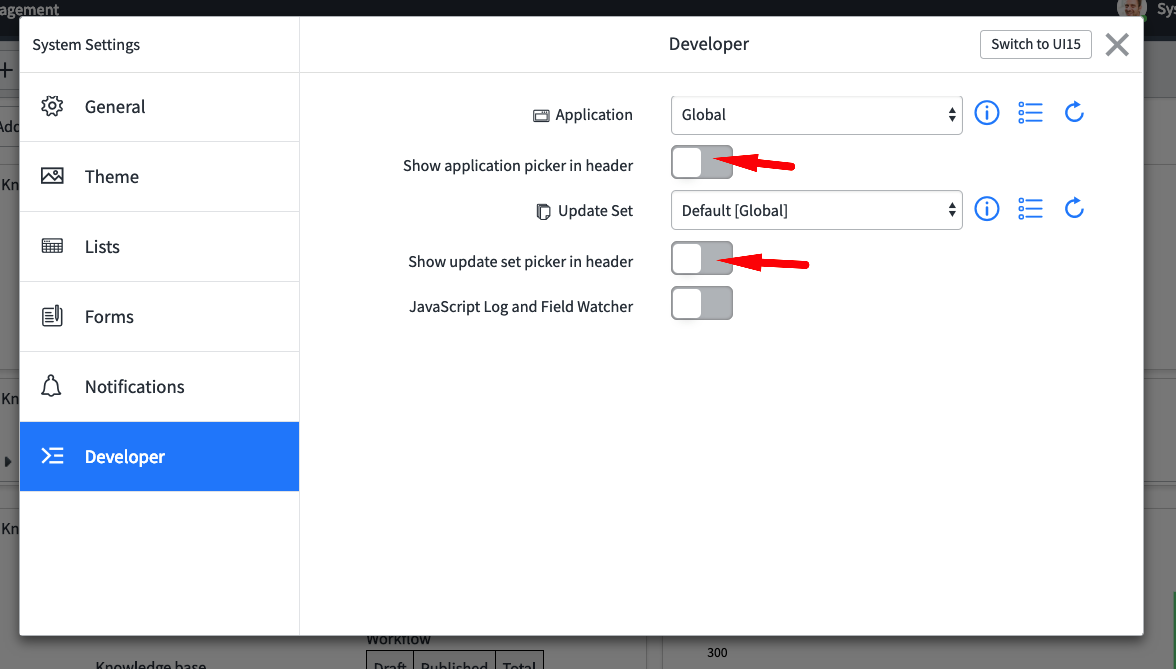 agement
Sys
System Settings
Developer
Switch to UI15
General
Application
Global
Add
Show application picker in header
Theme
Kn
Update Set
Default [Global]
Lists
Show update set picker in header
JavaScript Log and Field Watcher
Forms
Notifications
Kn
Developer
Kn
Workflow
300
Knowledge base
Draft Published Total